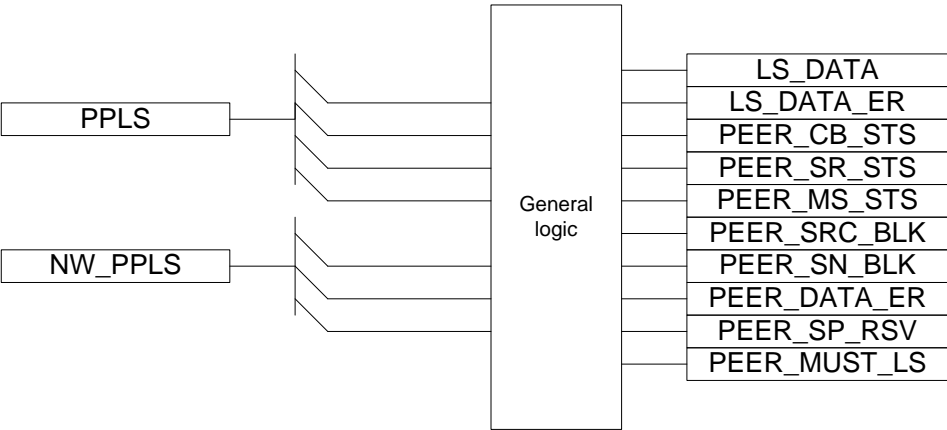 PPLS
NW_PPLS
General
logic
LS_DATA
LS_DATA_ER
PEER_CB_STS
PEER_SR_STS
PEER_MS_STS
PEER_SRC_BLK
PEER_SN_BLK
PEER_DATA_ER
PEER_SP_RSV
PEER_MUST_LS